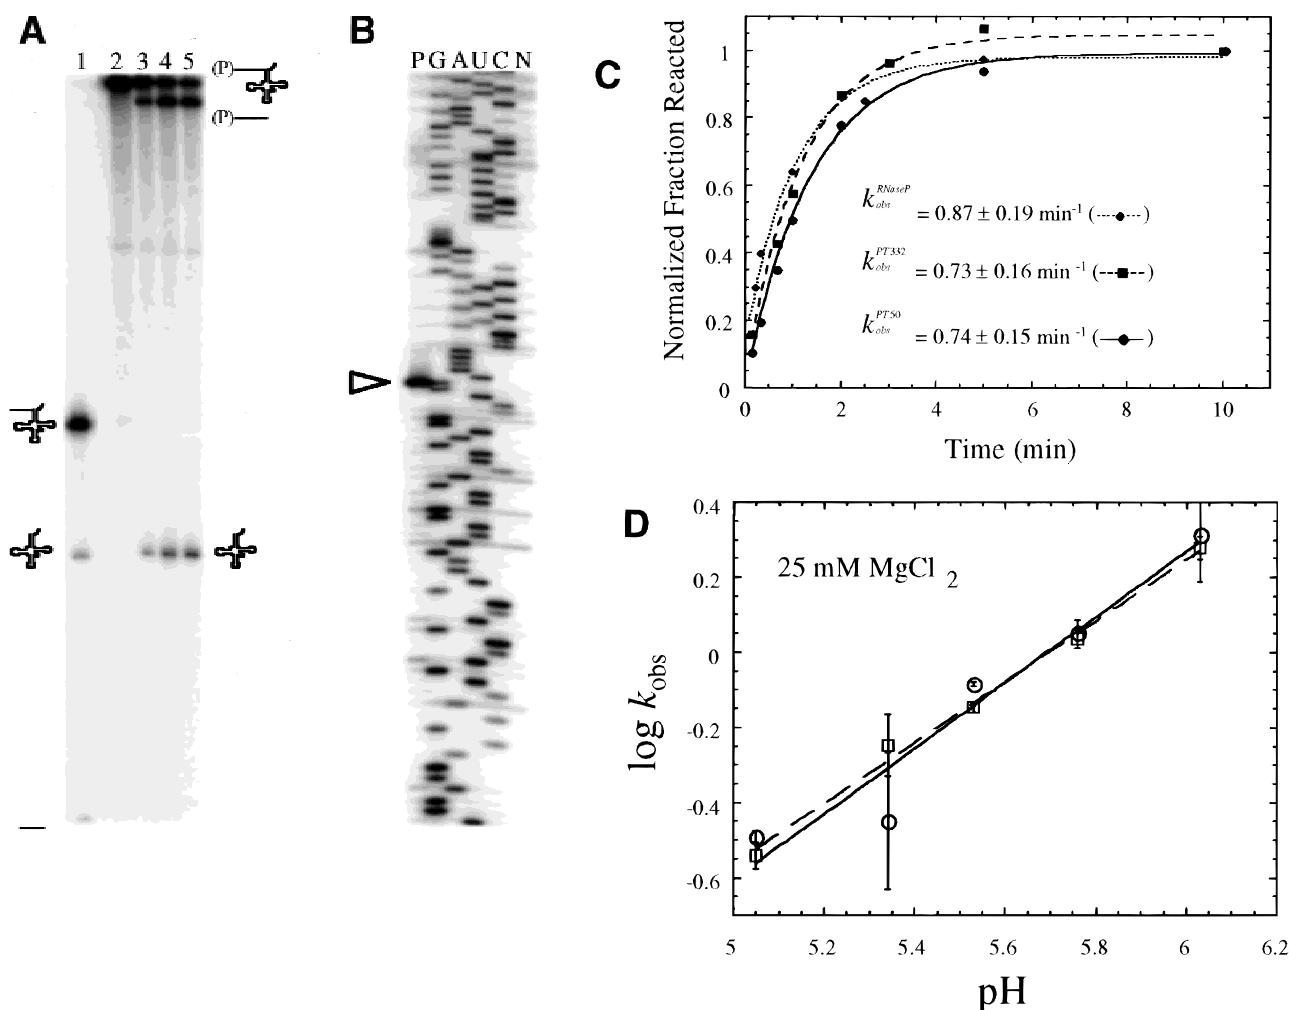 A
1 2 3 4 5
(P)
(P)
B
P G A U C N
C
Normalized Fraction Reacted
1
0.8
0.6
0.4
0.2
0
k obs RNaseP = 0.87 ± 0.19 min-1 ( )
k obs PT332 = 0.73 ± 0.16 min -1 ( )
k obs PT50 = 0.74 ± 0.15 min -1 ( )
0 2 4 6 8 10
Time (min)
D
25 mM MgCl 2
log kobs
0.4
0.2
0
-0.2
-0.4
-0.6
5 5.2 5.4 5.6 5.8 6 6.2
pH